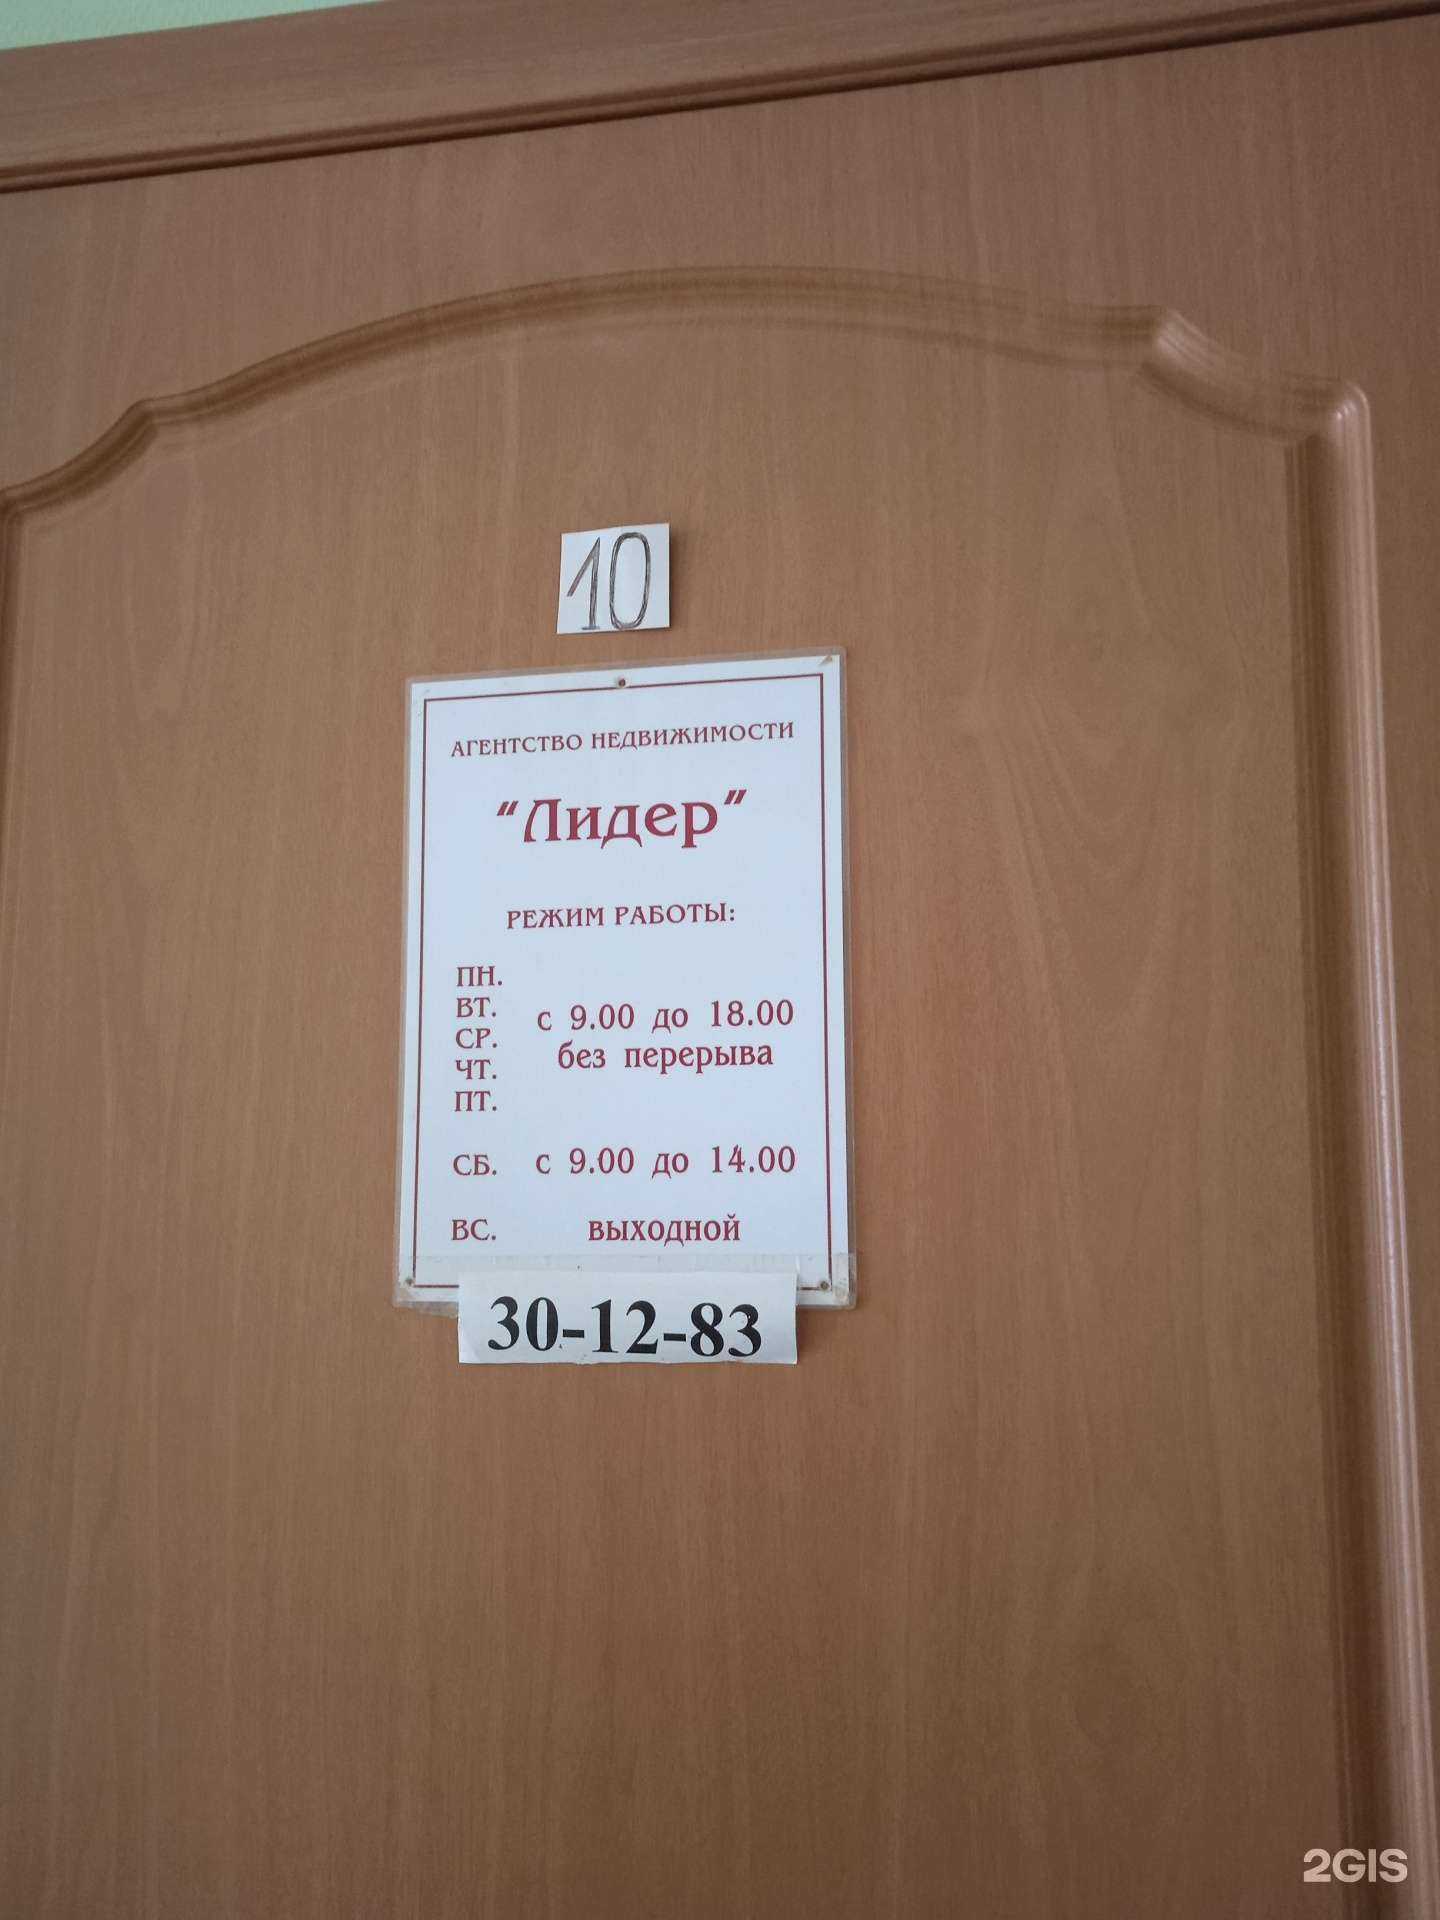 10
АГЕНТСТВО НЕДВИЖИМОСТИ
"Лидер"
РЕЖИМ РАБОТЫ:
ПН.
ВТ.
СР.
ЧТ.
ПТ.
с 9.00 до 18.00
без перерыва
СБ. с 9.00 до 14.00
ВС. ВЫХОДНОЙ
30-12-83
2GIS